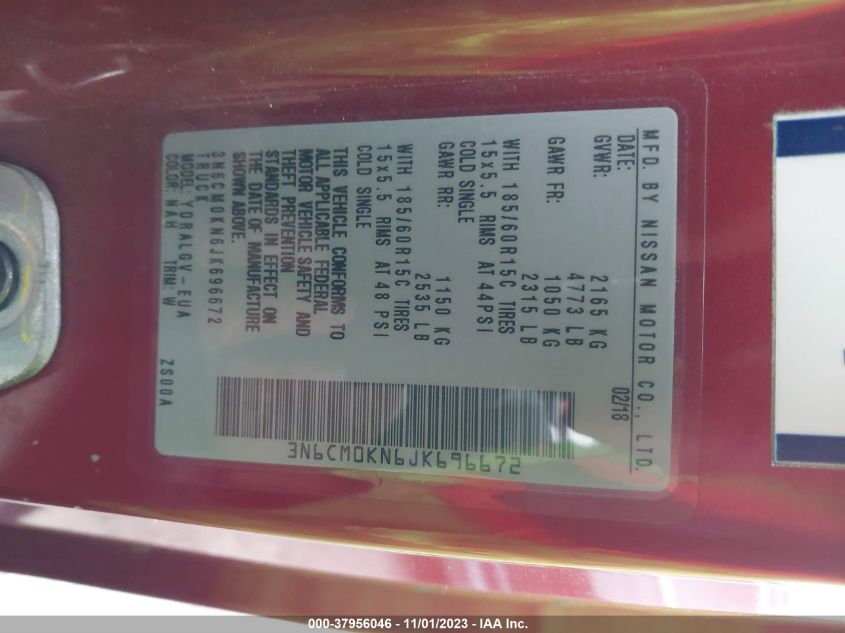 MFD. BY NISSAN MOTOR CO., LTD.
DATE: 02/18
GVWR: 2165 KG
4773 LB
GAWR FR: 1050 KG
2315 LB
WITH 185/60R15C TIRES
15x5.5 RIMS AT 44PSI
COLD SINGLE
GAWR RR: 1150 KG
2535 LB
WITH 185/60R15C TIRES
15x5.5 RIMS AT 48 PSI
COLD SINGLE
THIS VEHICLE CONFORMS TO
ALL APPLICABLE FEDERAL
MOTOR VEHICLE SAFETY AND
THEFT PREVENTION
STANDARDS IN EFFECT ON
THE DATE OF MANUFACTURE
SHOWN ABOVE.
3N6CM0KN6JK696672
TRUCK
MODEL: YDRALGV-EUA
COLOR: NAH TRIM: W ZS00A
3N6CM0KN6JK696672
000-37956046 - 11/01/2023 - IAA Inc.